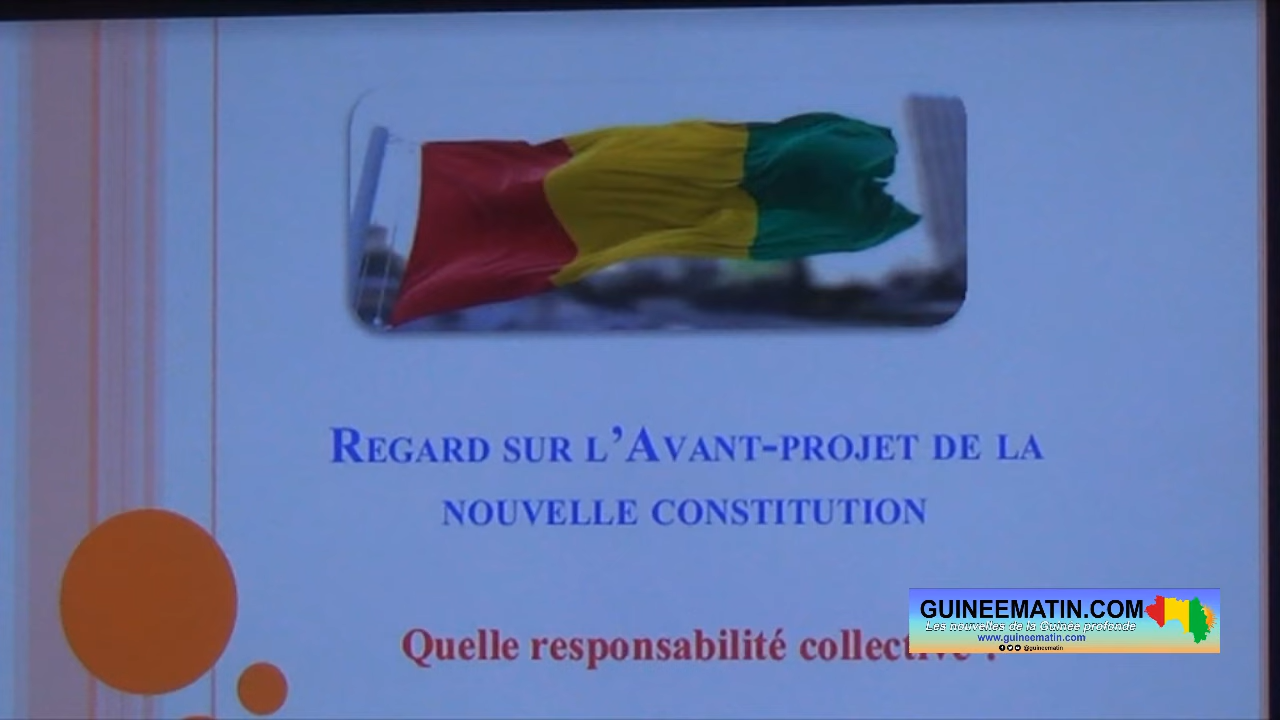 REGARD SUR L'AVANT-PROJET DE LA
NOUVELLE CONSTITUTION
Quelle responsabilité collective ?
GUINEEMATIN.COM
Les nouvelles de la Guinée profonde
www.guineematin.com
@guineematin